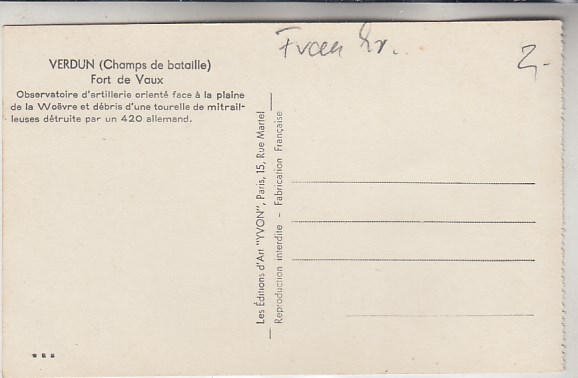 VERDUN (Champs de bataille)
Fort de Vaux
Observatoire d'artillerie orienté face à la plaine
de la Woëvre et débris d'une tourelle de mitrail-
leuses détruite par un 420 allemand.
Les Éditions d'Art "YVON", Paris, 15, Rue Martel
Reproduction interdite - Fabrication Française
2,-